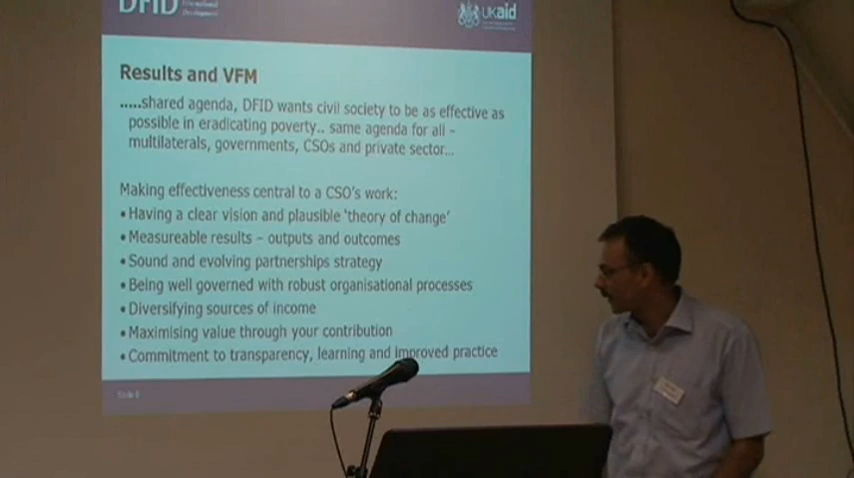 DFID
International
Development
UKaid
Results and VFM
.....shared agenda, DFID wants civil society to be as effective as
possible in eradicating poverty.. same agenda for all –
multilaterals, governments, CSOs and private sector...
Making effectiveness central to a CSO's work:
• Having a clear vision and plausible 'theory of change'
• Measureable results – outputs and outcomes
• Sound and evolving partnerships strategy
• Being well governed with robust organisational processes
• Diversifying sources of income
• Maximising value through your contribution
• Commitment to transparency, learning and improved practice